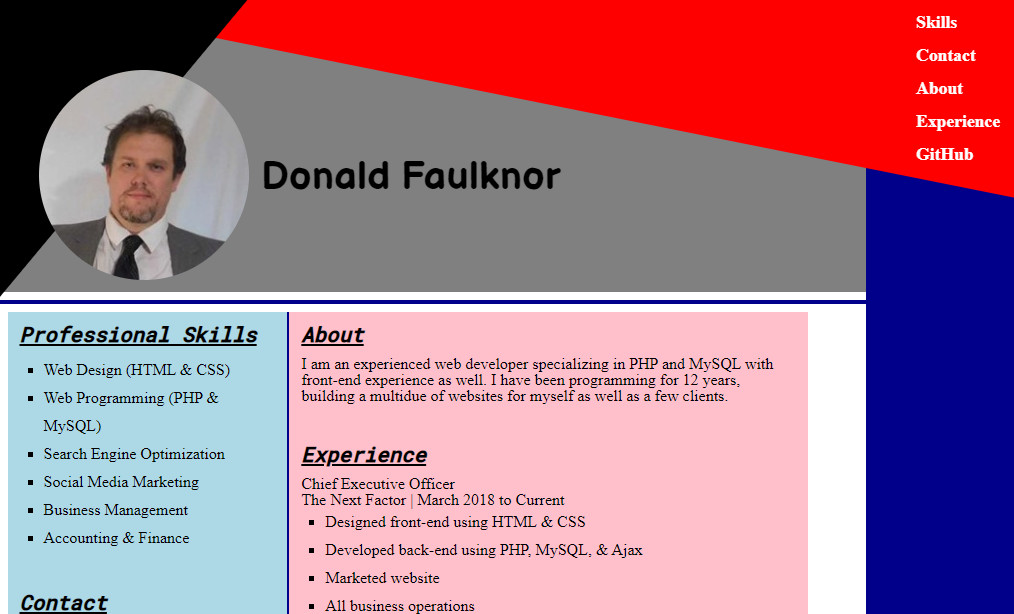 Skills
Contact
About
Experience
GitHub
Donald Faulknor
Professional Skills
Web Design (HTML & CSS)
Web Programming (PHP &
MySQL)
Search Engine Optimization
Social Media Marketing
Business Management
Accounting & Finance
Contact
About
I am an experienced web developer specializing in PHP and MySQL with
front-end experience as well. I have been programming for 12 years,
building a multidue of websites for myself as well as a few clients.
Experience
Chief Executive Officer
The Next Factor | March 2018 to Current
Designed front-end using HTML & CSS
Developed back-end using PHP, MySQL, & Ajax
Marketed website
All business operations